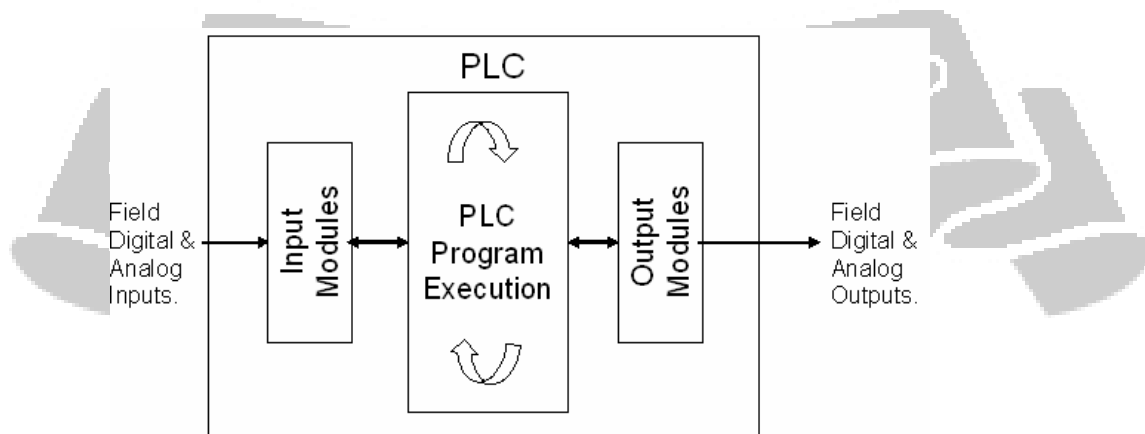 PLC
Field
Digital &
Analog
Inputs.
Input
Modules
PLC
Program
Execution
Output
Modules
Field
Digital &
Analog
Outputs.